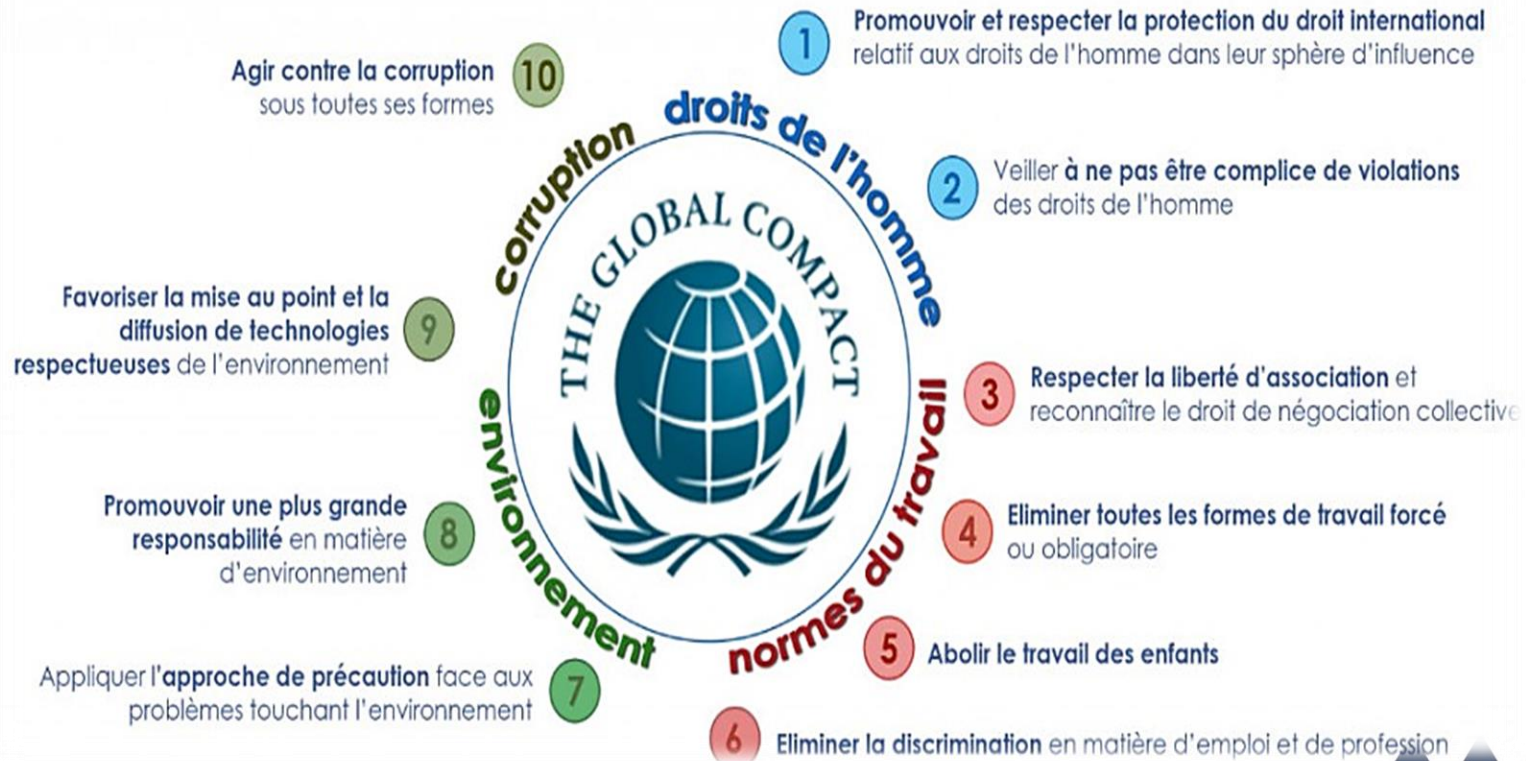 1
Promouvoir et respecter la protection du droit international
relatif aux droits de l'homme dans leur sphère d'influence
2
Veiller à ne pas être complice de violations
des droits de l'homme
3
Respecter la liberté d'association et
reconnaître le droit de négociation collective
4
Eliminer toutes les formes de travail forcé
ou obligatoire
5
Abolir le travail des enfants
6
Eliminer la discrimination en matière d'emploi et de profession
7
Appliquer l'approche de précaution face aux
problèmes touchant l'environnement
8
Promouvoir une plus grande
responsabilité en matière
d'environnement
9
Favoriser la mise au point et la
diffusion de technologies
respectueuses de l'environnement
10
Agir contre la corruption
sous toutes ses formes
droits de l'homme
normes du travail
environnement
corruption
THE GLOBAL COMPACT